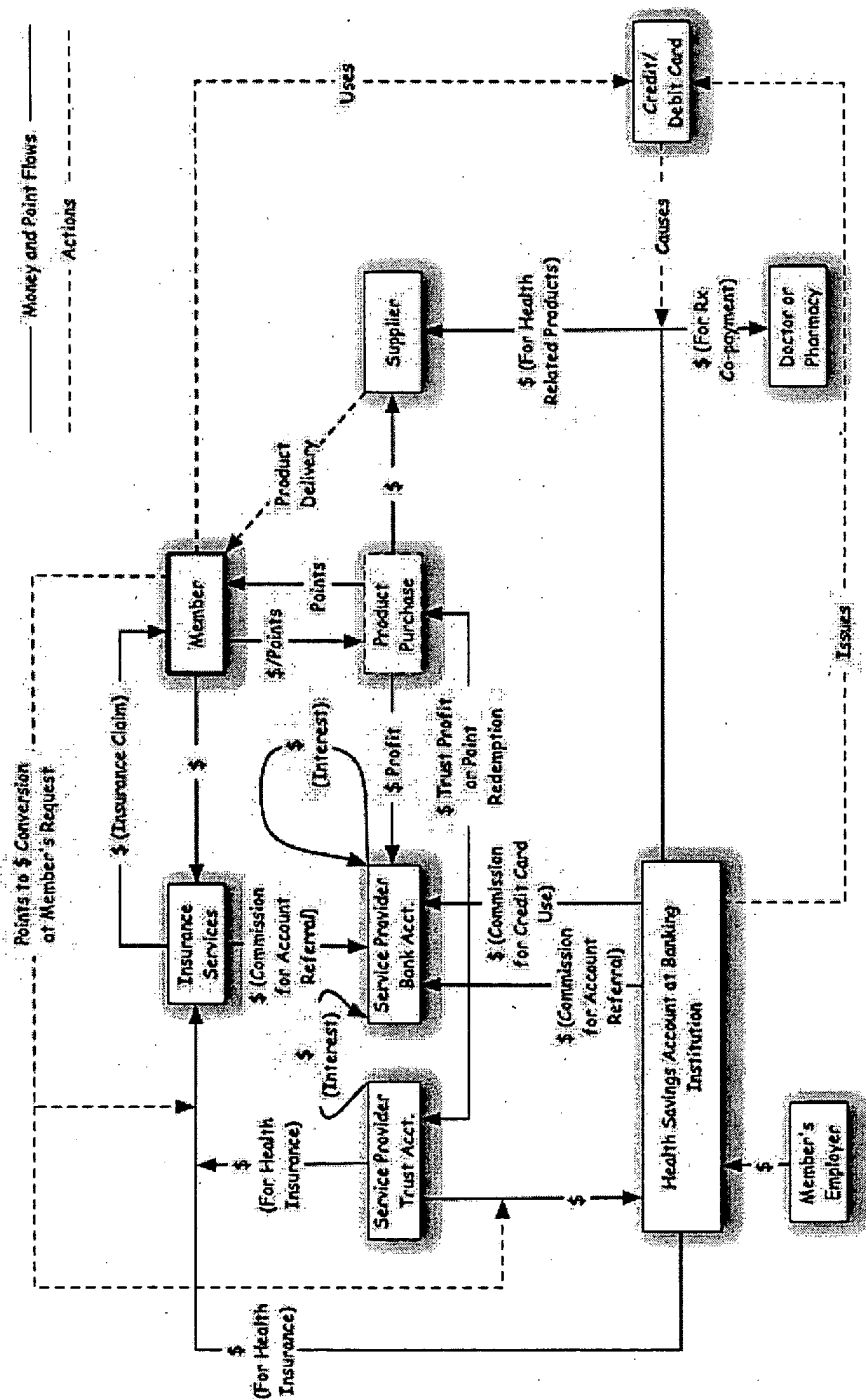 Money and Point Flows
Actions
Points to $ Conversion
at Member's Request
$ (Insurance Claim)
Uses
Insurance
Services
$
Member
$
(For Health
Insurance)
$
(For Health
Insurance)
$ (Commission
for Account
Referral)
$
(Interest)
$
(Interest)
$/Points
Points
Product
Delivery
Service Provider
Trust Acct.
Service Provider
Bank Acct.
$ Profit
Product
Purchase
$
Supplier
$ Trust Profit
or Point
Redemption
$
$ (Commission
for Account
Referral)
$ (Commission
for Credit Card
Use)
$ (For Health
Related Products)
Health Savings Account at Banking
Institution
Causes
Credit/
Debit Card
$ (For Rx
Co-payment)
$
Member's
Employer
Doctor or
Pharmacy
Issues